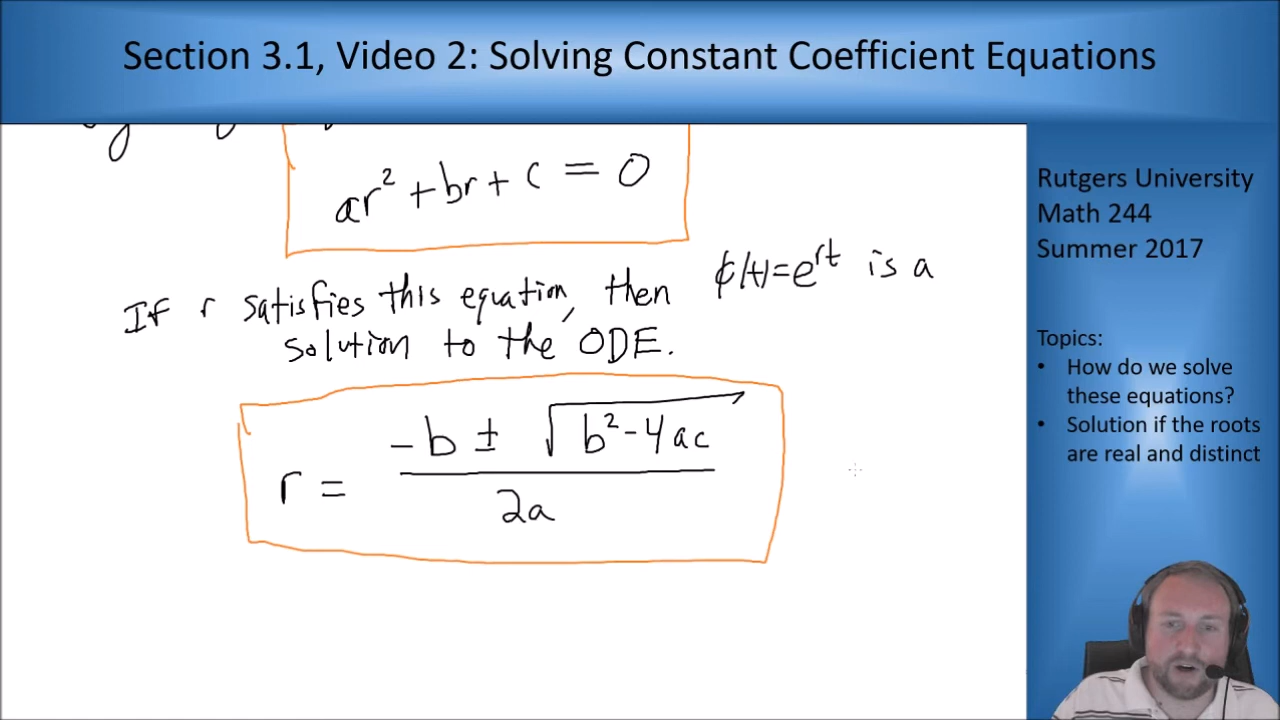 Section 3.1, Video 2: Solving Constant Coefficient Equations
ar² + br + c = 0
If r satisfies this equation, then ϕ(t)=e^{rt} is a
solution to the ODE.
r = (-b ± √(b²-4ac)) / 2a
Rutgers University
Math 244
Summer 2017
Topics:
• How do we solve
these equations?
• Solution if the roots
are real and distinct